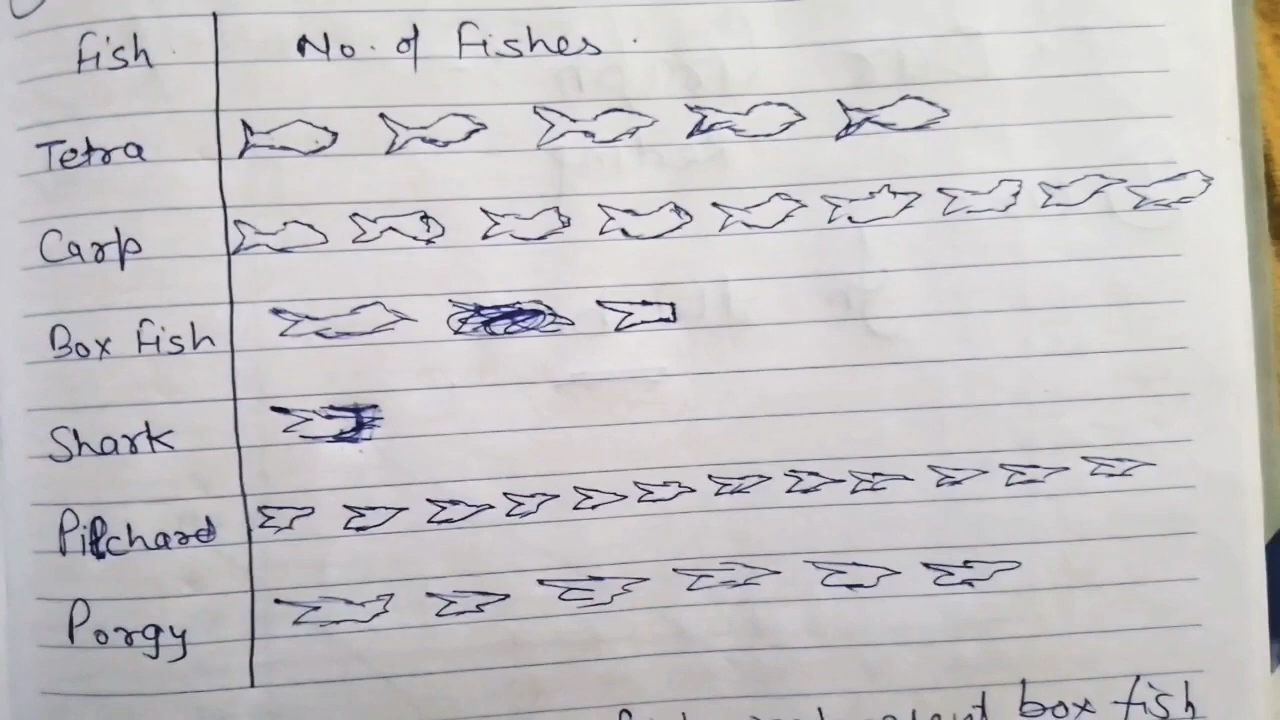 Fish No. of Fishes.
Tetra
Carp
Box Fish
Shark
Pilchard
Porgy
box fish